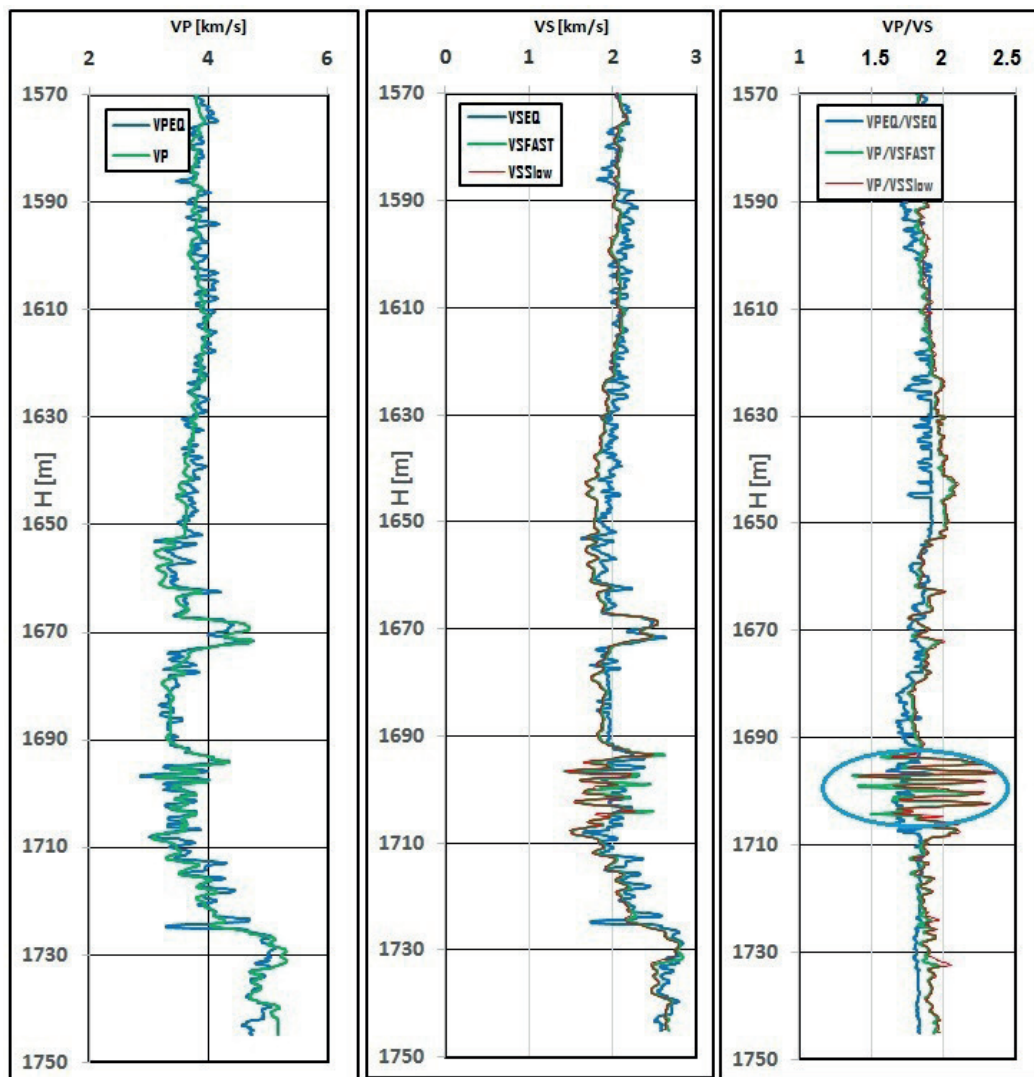 VP [km/s]
2 4 6
1570
1590
1610
1630
1650
1670
1690
1710
1730
1750
H [m]
VPEQ
VP
VS [km/s]
0 1 2 3
1570
1590
1610
1630
1650
1670
1690
1710
1730
1750
H [m]
VSEQ
VSFAST
VSSlow
VP/VS
1 1.5 2 2.5
1570
1590
1610
1630
1650
1670
1690
1710
1730
1750
H [m]
VPEQ/VSEQ
VP/VSFAST
VP/VSSlow